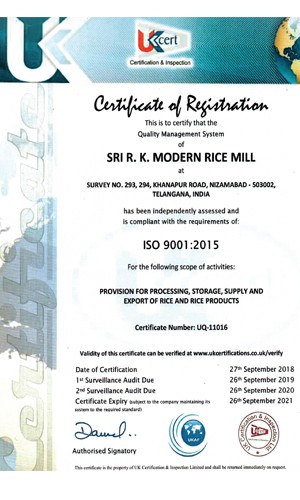 UKcert
Certification & Inspection
Certificate
Certificate of Registration
This is to certify that the
Quality Management System
of
SRI R. K. MODERN RICE MILL
at
SURVEY NO. 293, 294, KHANAPUR ROAD, NIZAMABAD - 503002,
TELANGANA, INDIA
has been independently assessed and
is compliant with the requirements of:
ISO 9001:2015
For the following scope of activities:
PROVISION FOR PROCESSING, STORAGE, SUPPLY AND
EXPORT OF RICE AND RICE PRODUCTS
Certificate Number: UQ-11016
Validity of this certificate can be verified at www.ukcertifications.co.uk/verify
Date of Certification 27th September 2018
1st Surveillance Audit Due 26th September 2019
2nd Surveillance Audit Due 26th September 2020
Certificate Expiry (subject to the company maintaining its 26th September 2021
system to the required standard)
Authorised Signatory
This certificate is the property of UK Certification & Inspection Limited and shall be returned immediately on request.